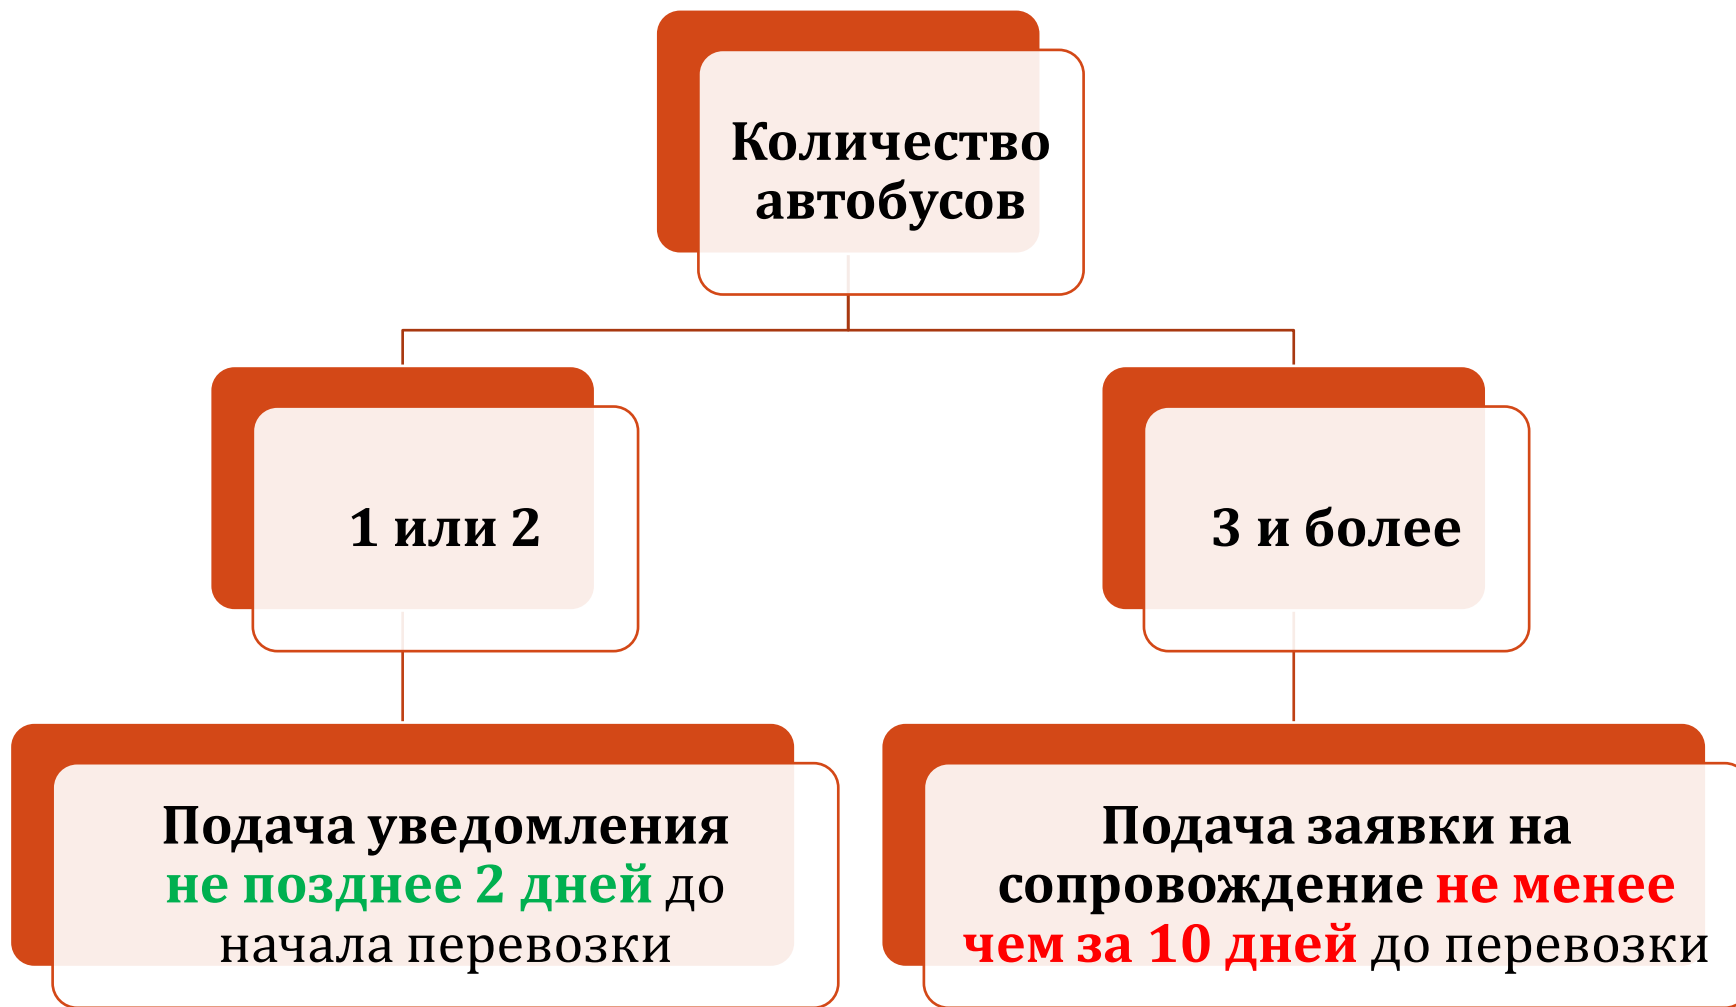 Количество
автобусов
1 или 2
3 и более
Подача уведомления
не позднее 2 дней до
начала перевозки
Подача заявки на
сопровождение не менее
чем за 10 дней до перевозки